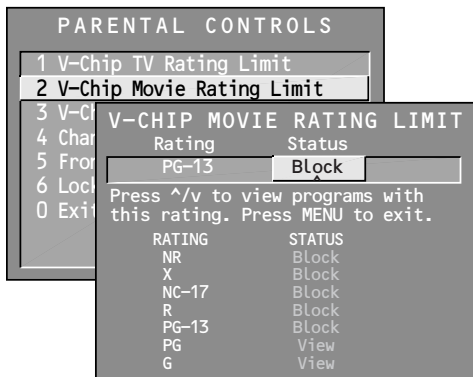 PARENTAL CONTROLS
1 V-Chip TV Rating Limit
2 V-Chip Movie Rating Limit
3 V-Ch
4 Chan
5 Fron
6 Lock
0 Exit
V-CHIP MOVIE RATING LIMIT
Rating Status
PG-13 Block
Press ^/v to view programs with
this rating. Press MENU to exit.
RATING STATUS
NR Block
X Block
NC-17 Block
R Block
PG-13 Block
PG View
G View